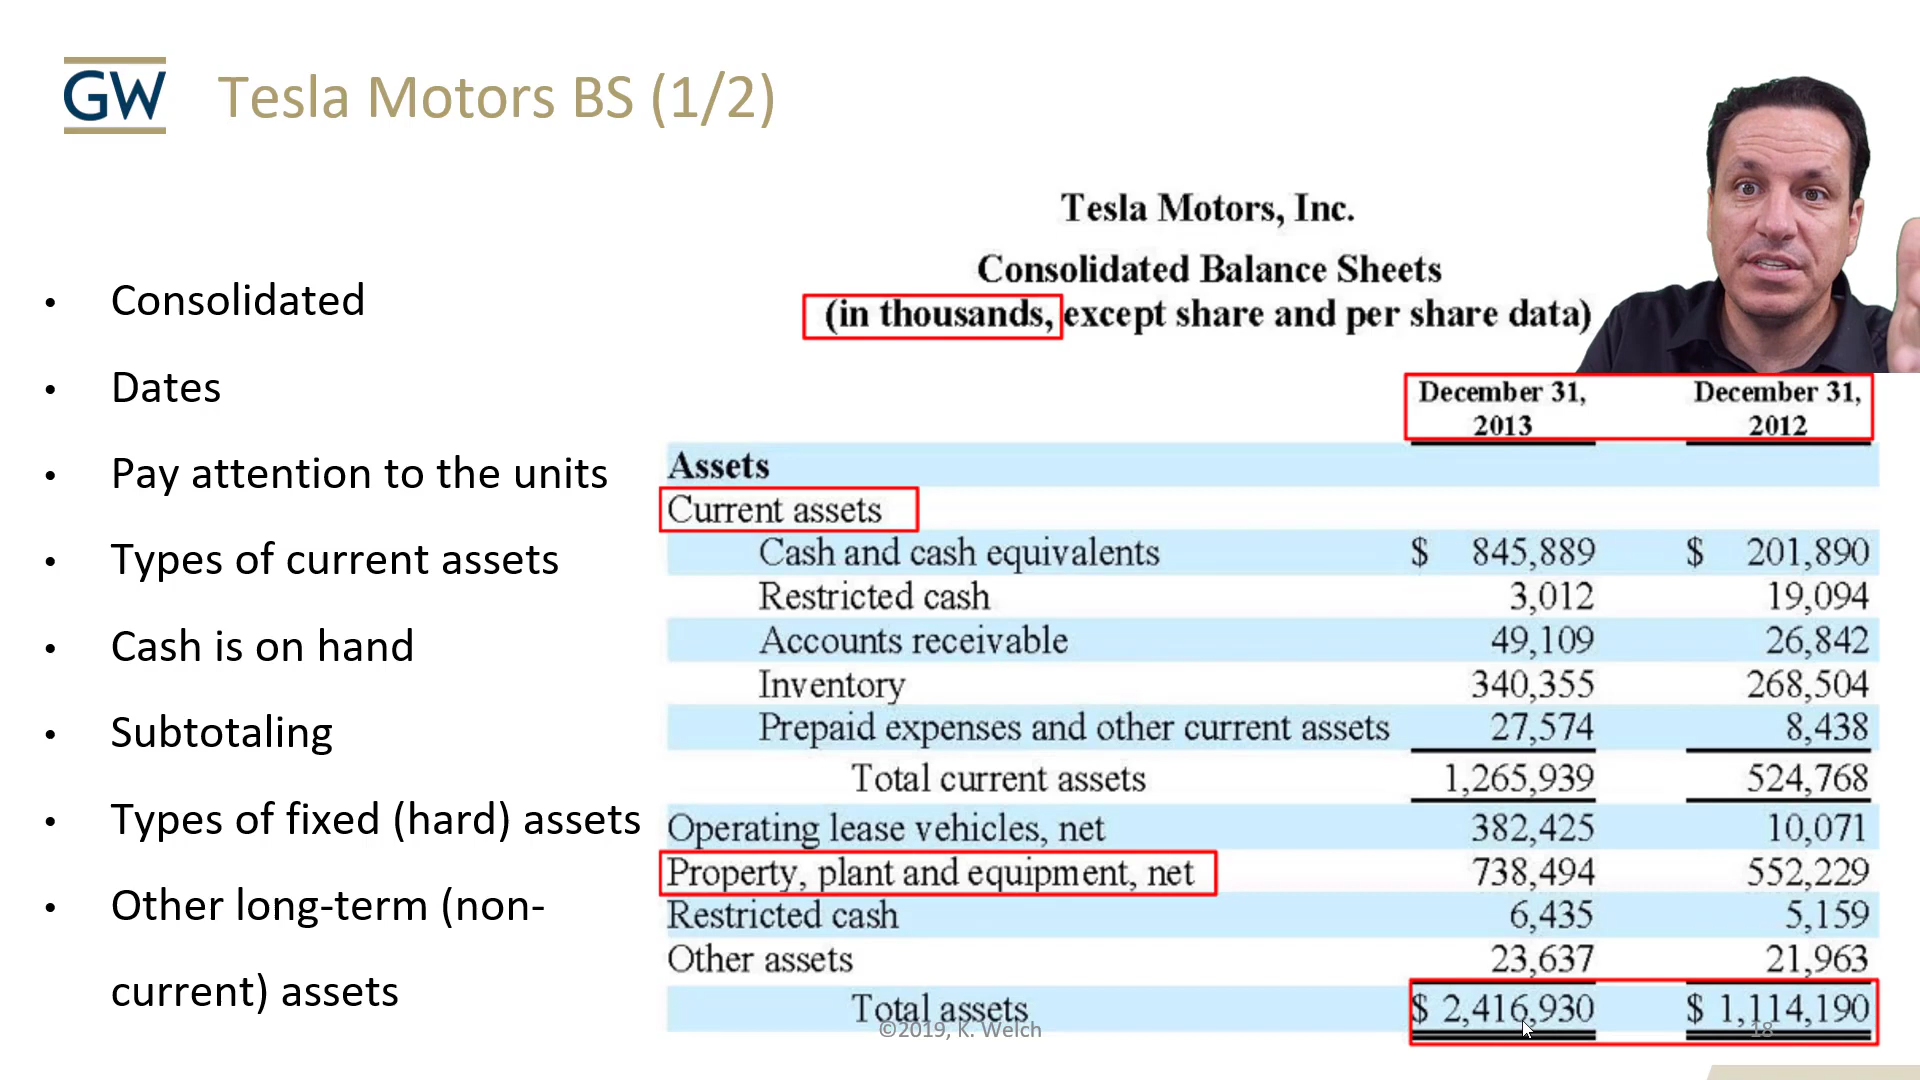 GW
Tesla Motors BS (1/2)
• Consolidated
• Dates
• Pay attention to the units
• Types of current assets
• Cash is on hand
• Subtotaling
• Types of fixed (hard) assets
• Other long-term (non-
current) assets
Tesla Motors, Inc.
Consolidated Balance Sheets
(in thousands, except share and per share data)
December 31, 2013 December 31, 2012
Assets
Current assets
Cash and cash equivalents $ 845,889 $ 201,890
Restricted cash 3,012 19,094
Accounts receivable 49,109 26,842
Inventory 340,355 268,504
Prepaid expenses and other current assets 27,574 8,438
Total current assets 1,265,939 524,768
Operating lease vehicles, net 382,425 10,071
Property, plant and equipment, net 738,494 552,229
Restricted cash 6,435 5,159
Other assets 23,637 21,963
Total assets $ 2,416,930 $ 1,114,190
©2019, K. Welch 18